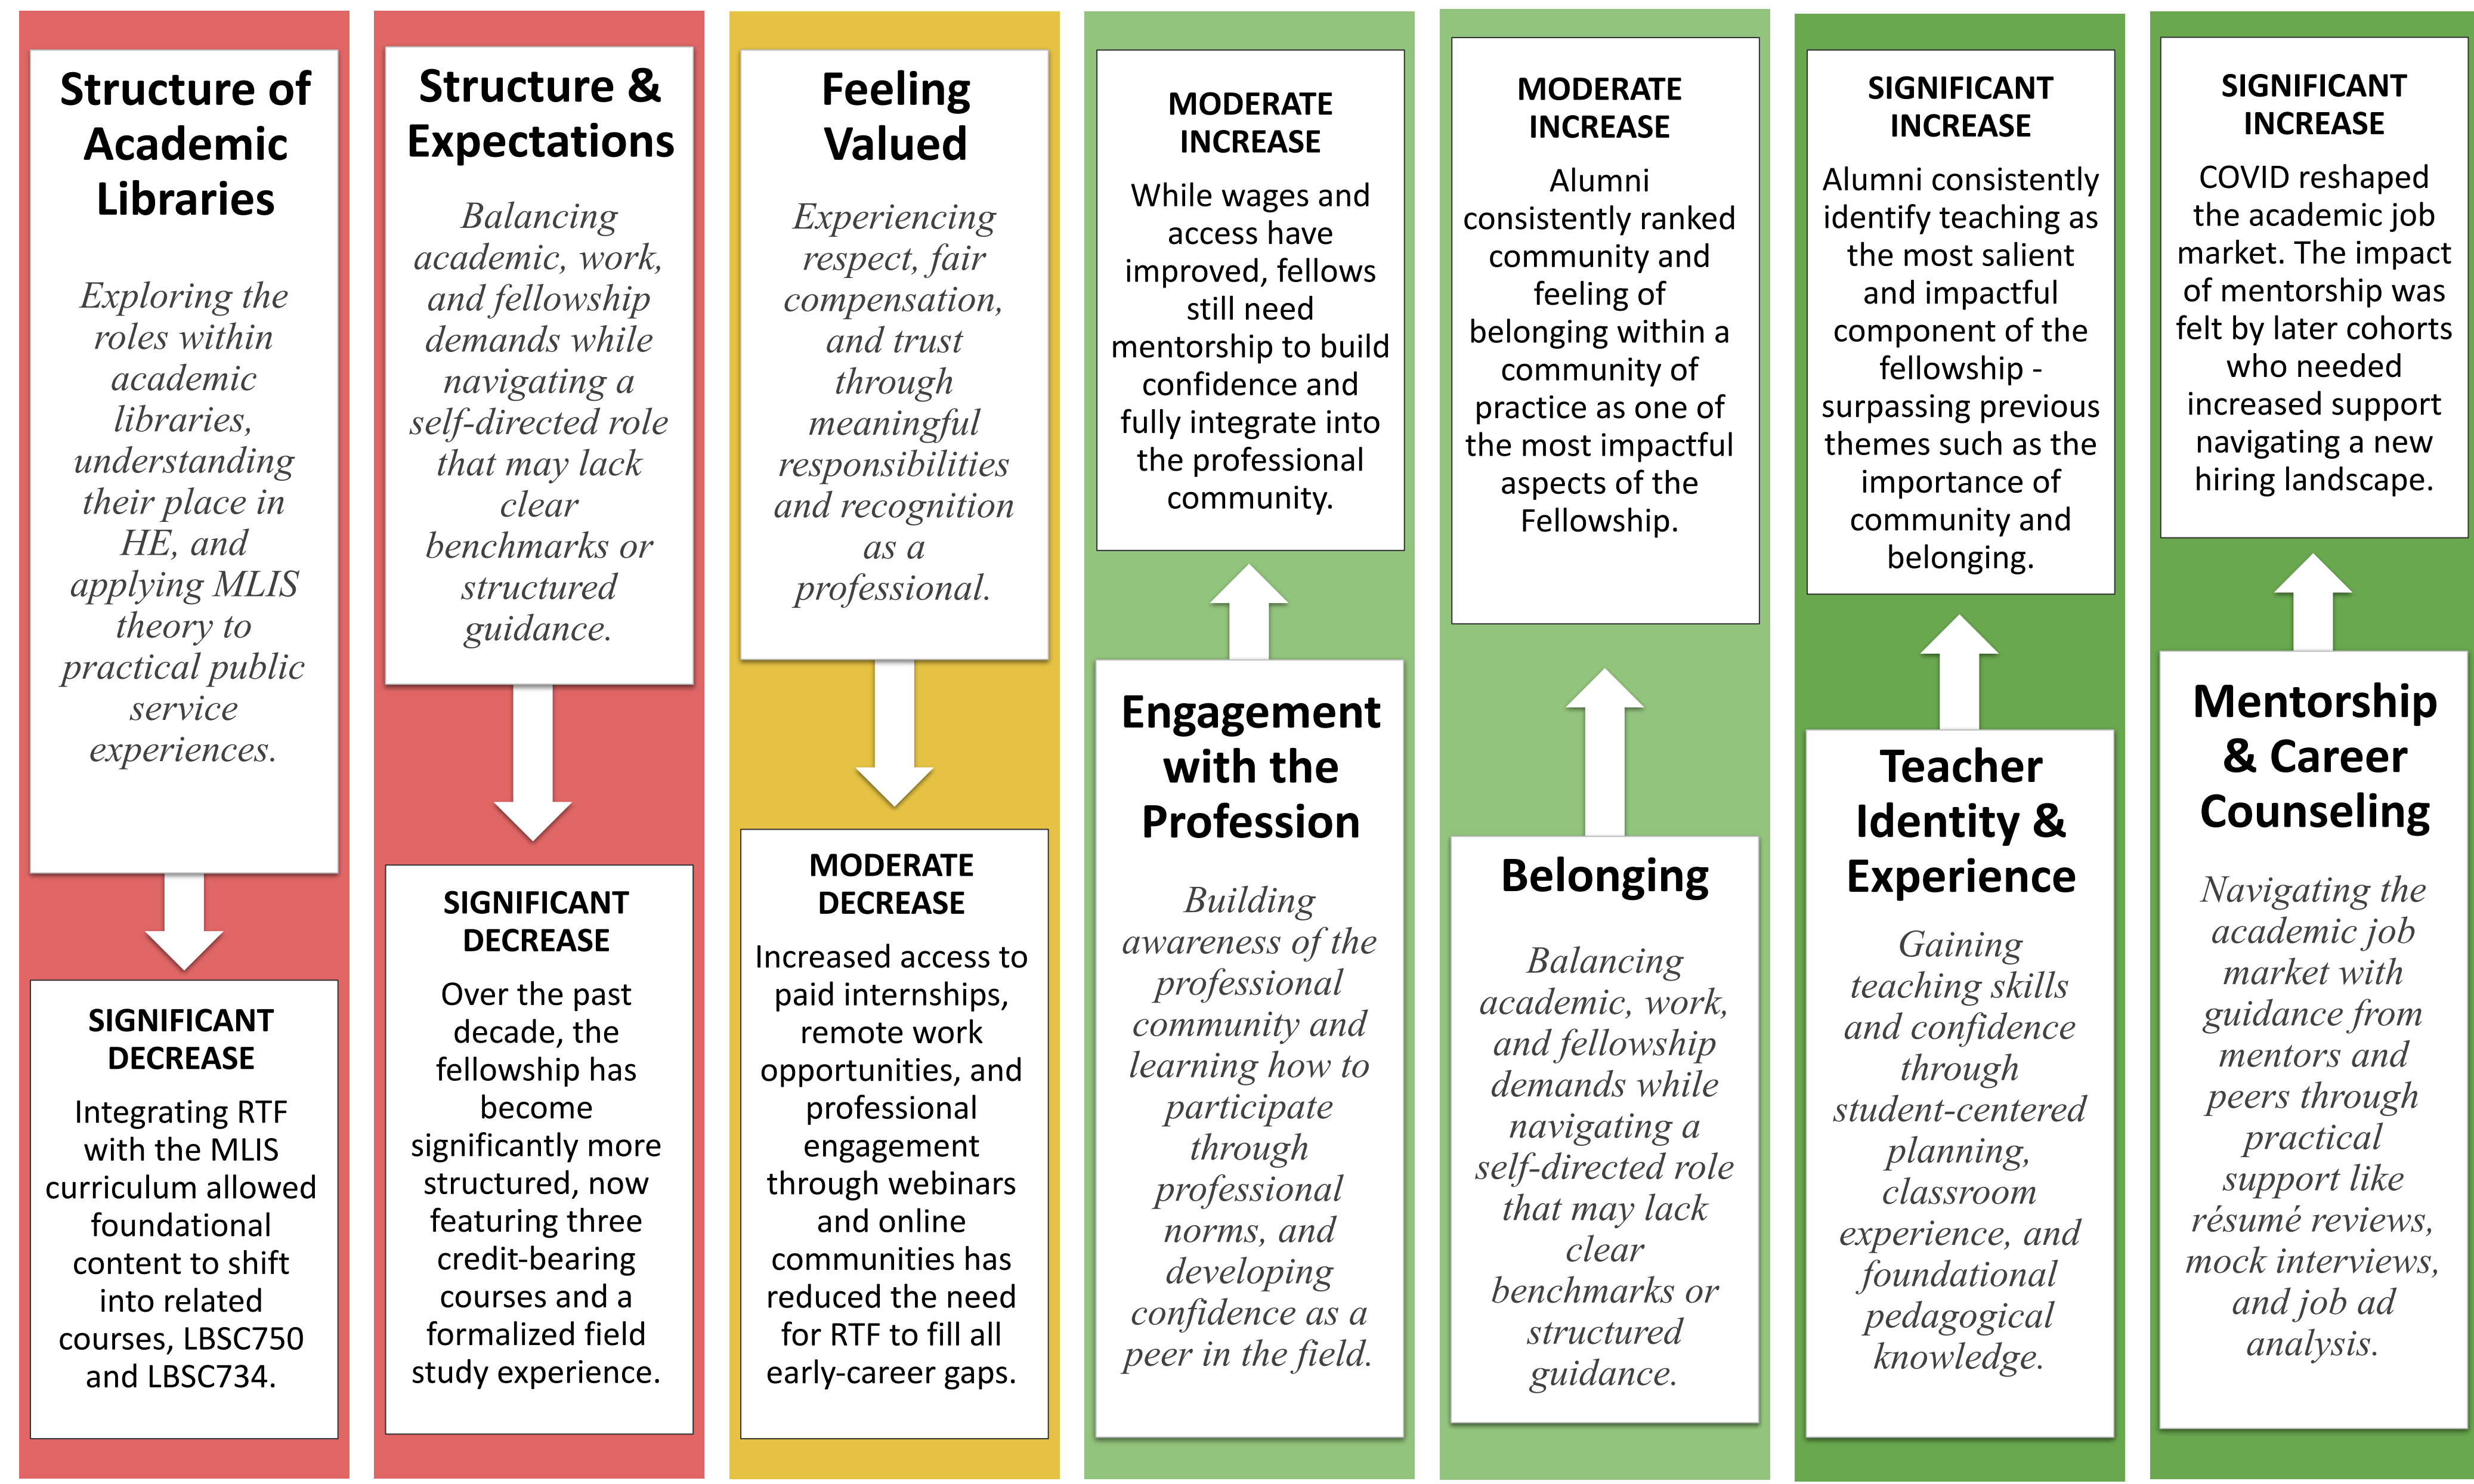 Structure of
Academic
Libraries
Exploring the
roles within
academic
libraries,
understanding
their place in
HE, and
applying MLIS
theory to
practical public
service
experiences.
SIGNIFICANT
DECREASE
Integrating RTF
with the MLIS
curriculum allowed
foundational
content to shift
into related
courses, LBSC750
and LBSC734.
Structure &
Expectations
Balancing
academic, work,
and fellowship
demands while
navigating a
self-directed role
that may lack
clear
benchmarks or
structured
guidance.
SIGNIFICANT
DECREASE
Over the past
decade, the
fellowship has
become
significantly more
structured, now
featuring three
credit-bearing
courses and a
formalized field
study experience.
Feeling
Valued
Experiencing
respect, fair
compensation,
and trust
through
meaningful
responsibilities
and recognition
as a
professional.
MODERATE
DECREASE
Increased access to
paid internships,
remote work
opportunities, and
professional
engagement
through webinars
and online
communities has
reduced the need
for RTF to fill all
early-career gaps.
MODERATE
INCREASE
While wages and
access have
improved, fellows
still need
mentorship to build
confidence and
fully integrate into
the professional
community.
Engagement
with the
Profession
Building
awareness of the
professional
community and
learning how to
participate
through
professional
norms, and
developing
confidence as a
peer in the field.
MODERATE
INCREASE
Alumni
consistently ranked
community and
feeling of
belonging within a
community of
practice as one of
the most impactful
aspects of the
Fellowship.
Belonging
Balancing
academic, work,
and fellowship
demands while
navigating a
self-directed role
that may lack
clear
benchmarks or
structured
guidance.
SIGNIFICANT
INCREASE
Alumni consistently
identify teaching as
the most salient
and impactful
component of the
fellowship -
surpassing previous
themes such as the
importance of
community and
belonging.
Teacher
Identity &
Experience
Gaining
teaching skills
and confidence
through
student-centered
planning,
classroom
experience, and
foundational
pedagogical
knowledge.
SIGNIFICANT
INCREASE
COVID reshaped
the academic job
market. The impact
of mentorship was
felt by later cohorts
who needed
increased support
navigating a new
hiring landscape.
Mentorship
& Career
Counseling
Navigating the
academic job
market with
guidance from
mentors and
peers through
practical
support like
résumé reviews,
mock interviews,
and job ad
analysis.